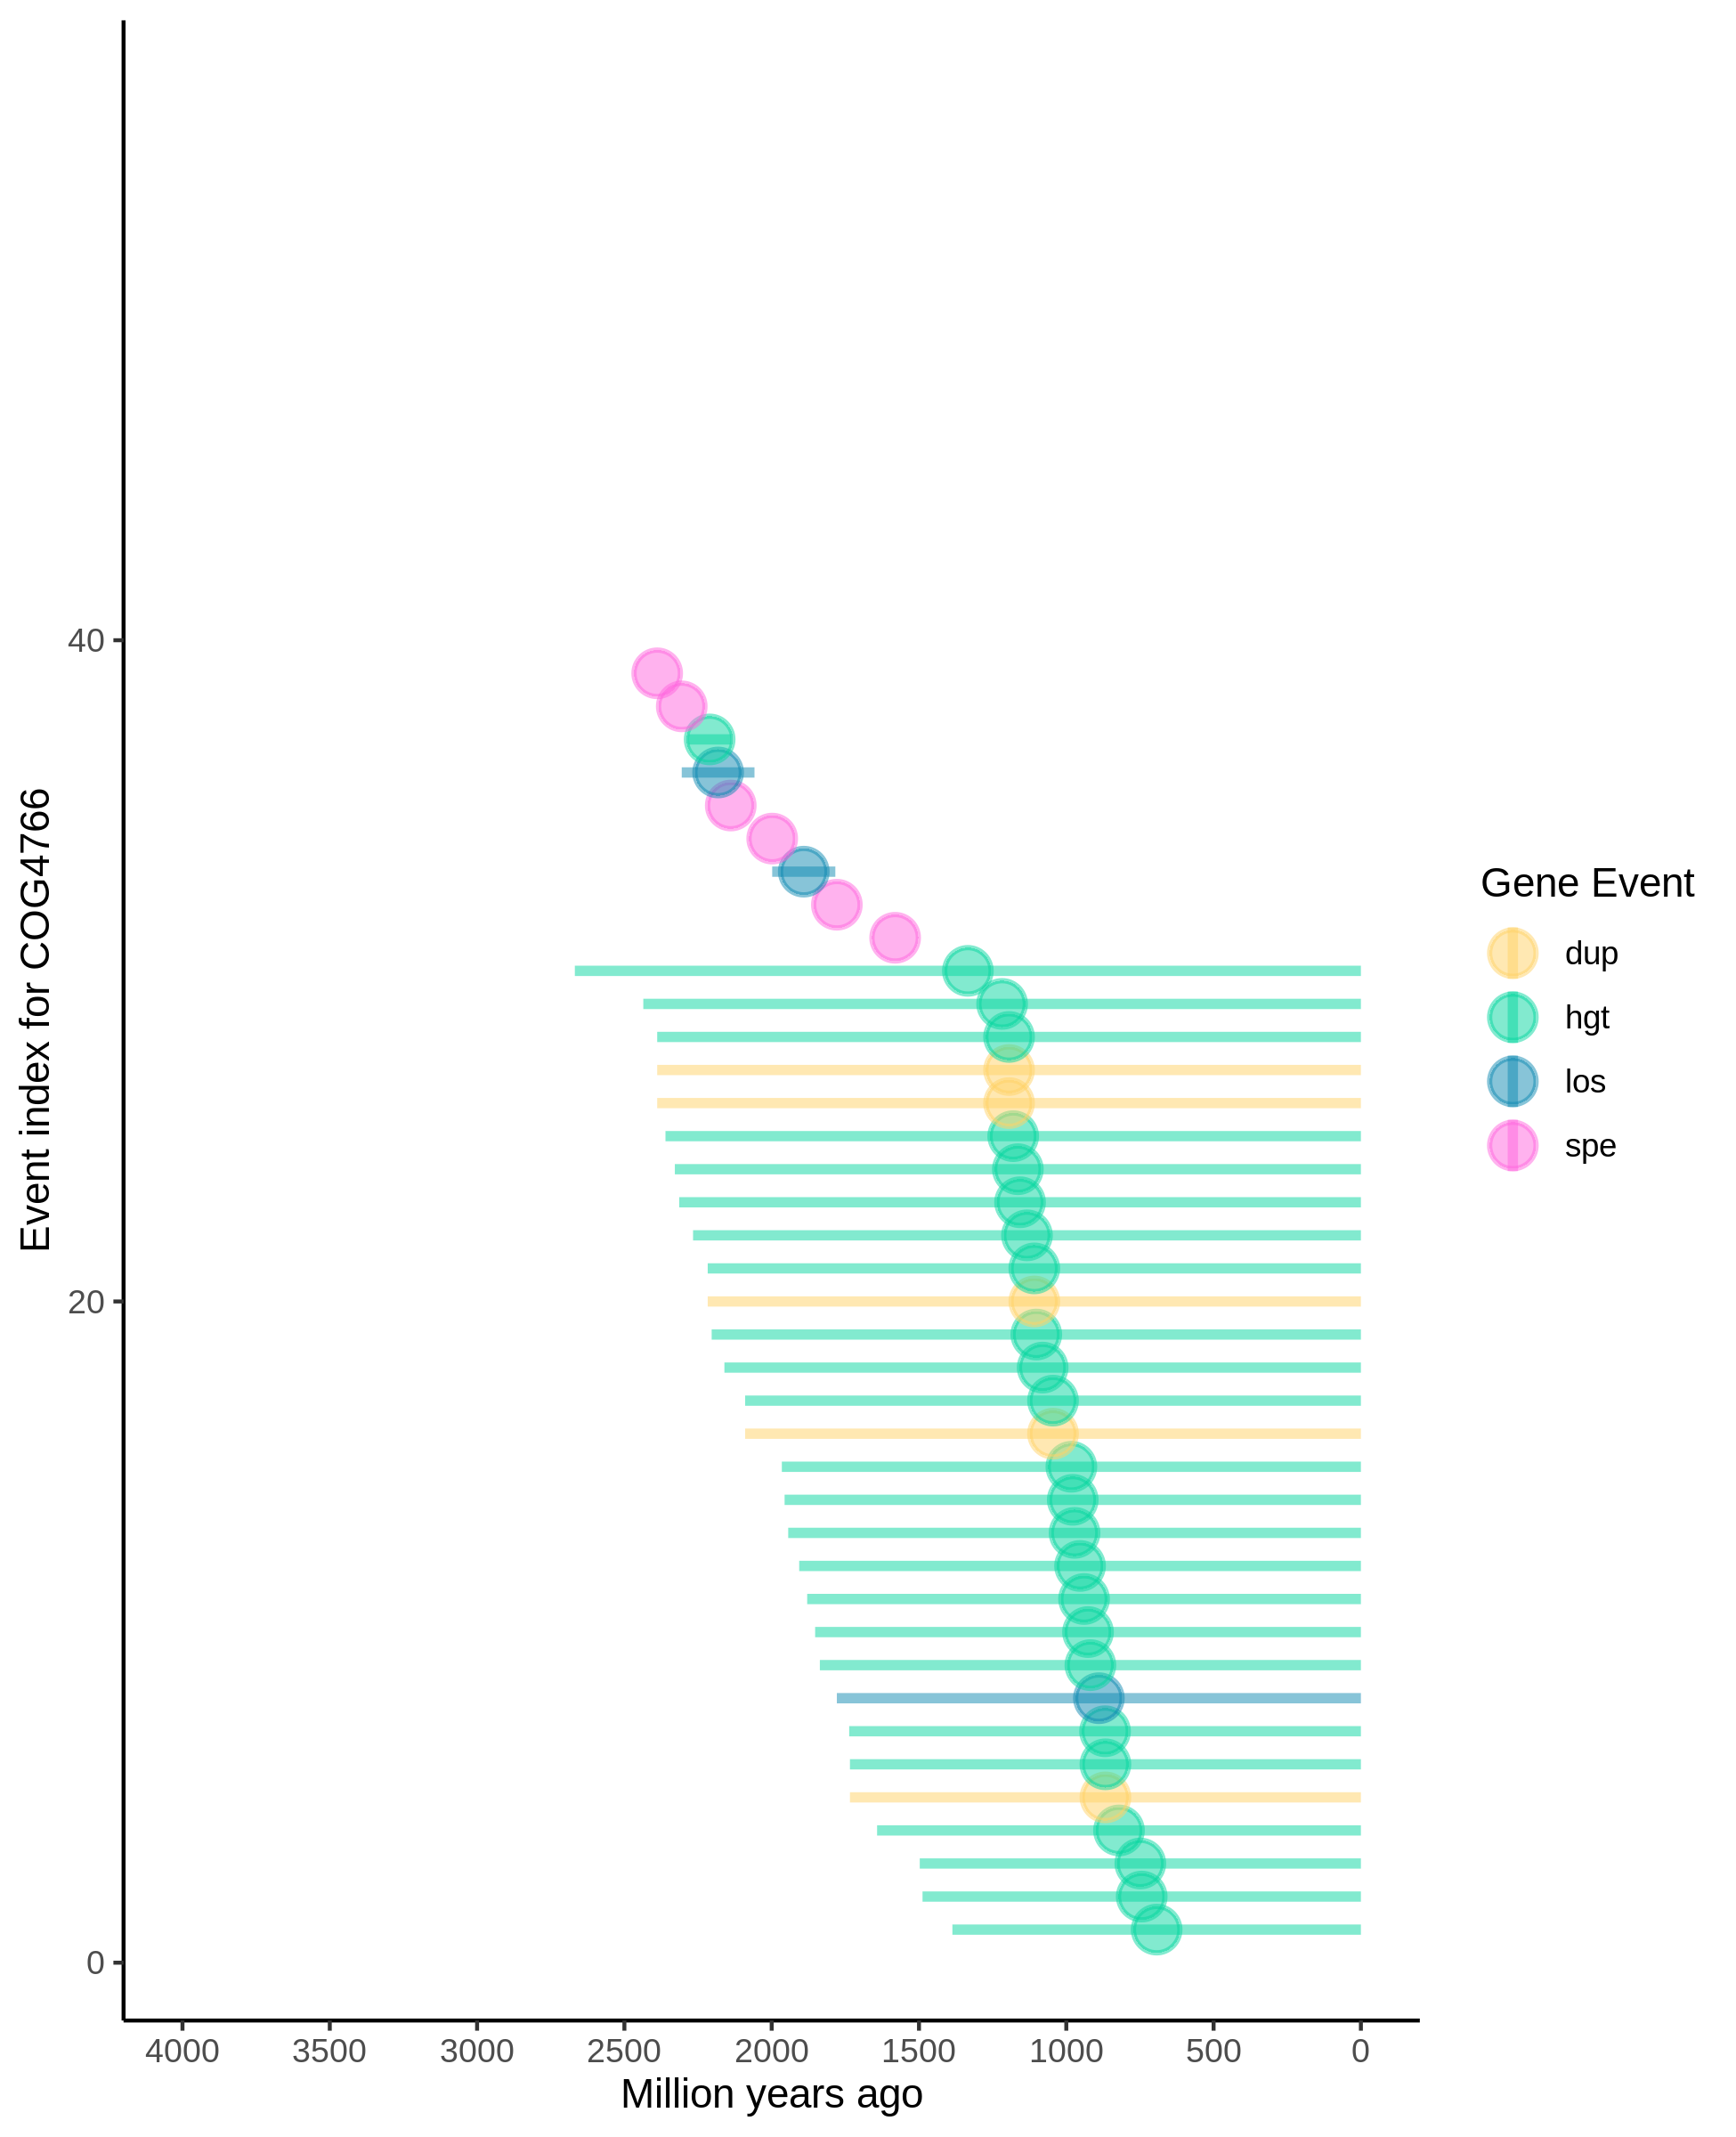 Event index for COG4766
40
20
0
4000 3500 3000 2500 2000 1500 1000 500 0
Million years ago
Gene Event
dup
hgt
los
spe